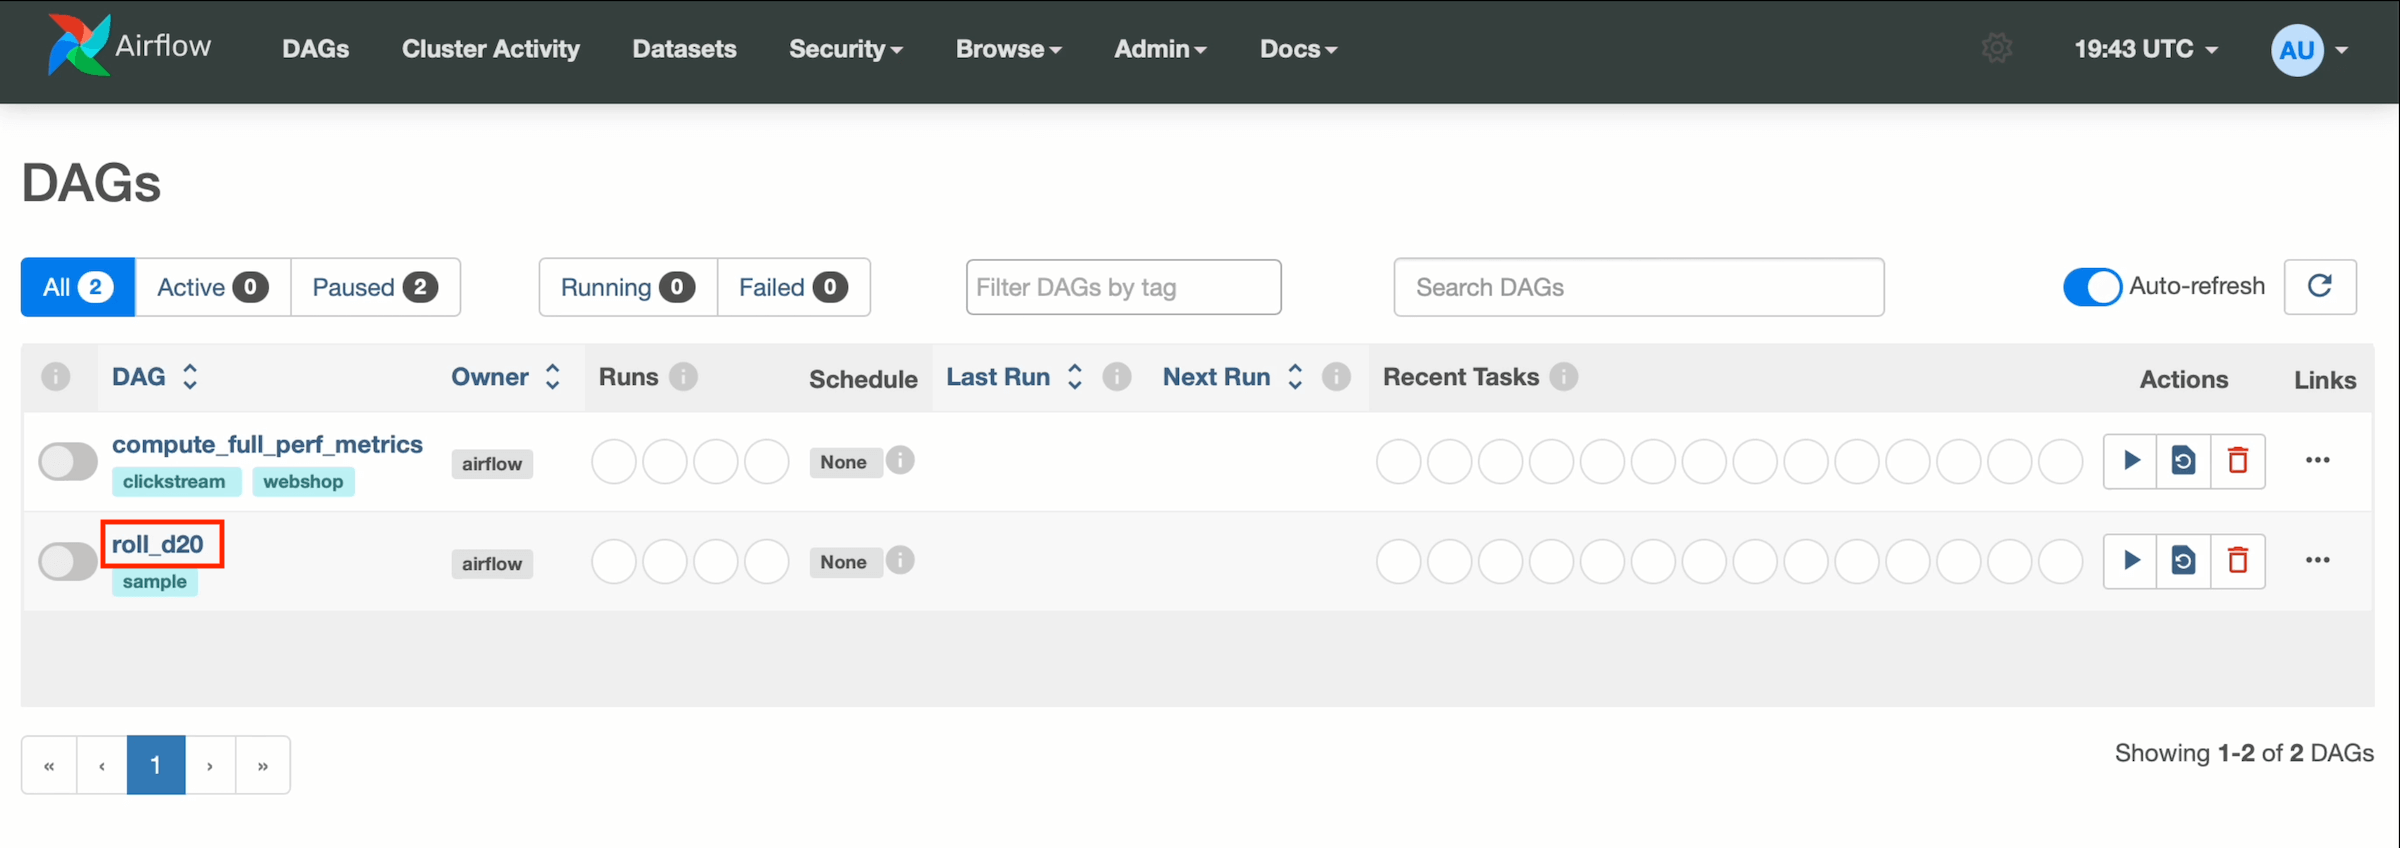 Airflow DAGs Cluster Activity Datasets Security Browse Admin Docs 19:43 UTC AU
DAGs
All 2 Active 0 Paused 2 Running 0 Failed 0 Filter DAGs by tag Search DAGs Auto-refresh
i DAG Owner Runs i Schedule Last Run i Next Run i Recent Tasks i Actions Links
compute_full_perf_metrics
airflow None i ...
clickstream webshop
roll_d20
airflow None i ...
sample
« ‹ 1 › »
Showing 1-2 of 2 DAGs